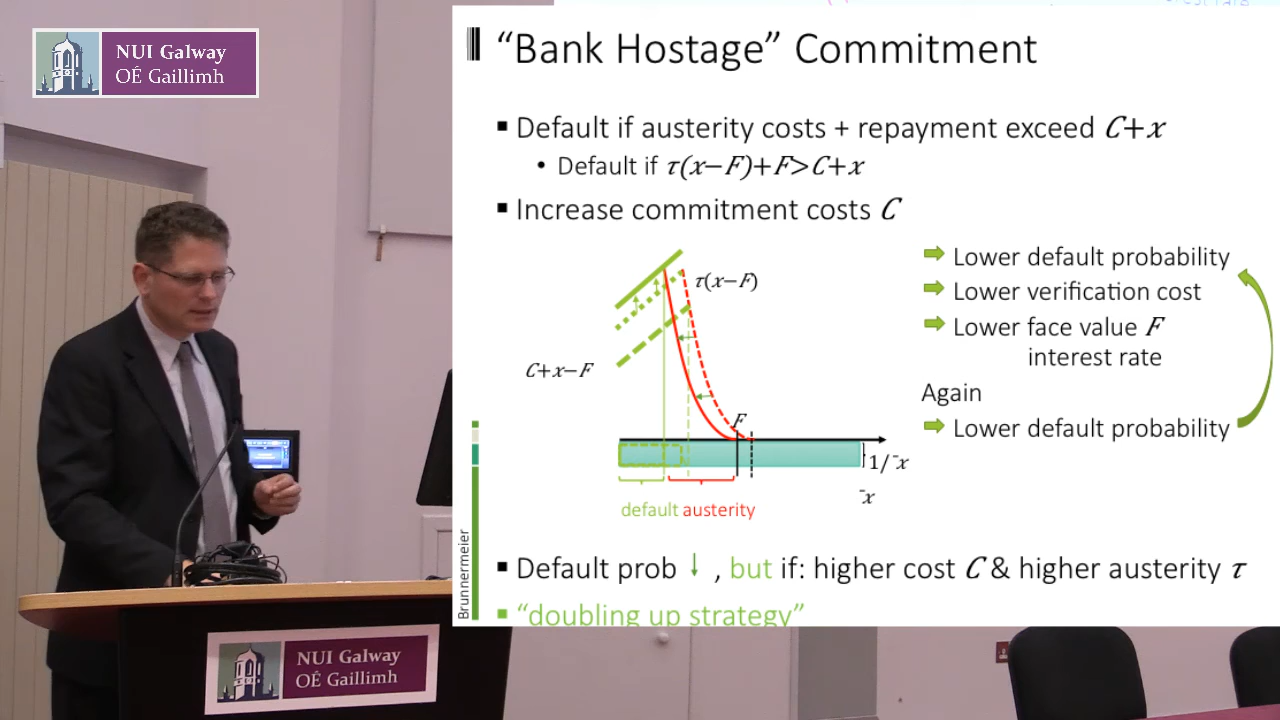 NUI Galway
OÉ Gaillimh
"Bank Hostage" Commitment
Default if austerity costs + repayment exceed C+x
Default if τ(x−F)+F>C+x
Increase commitment costs C
Lower default probability
τ(x−F)
Lower verification cost
Lower face value F
interest rate
C+x−F
Again
F
Lower default probability
1/¯x
¯x
default austerity
Brunnermeier
Default prob ↓ , but if: higher cost C & higher austerity τ
"doubling up strategy"
NUI Galway
OÉ Gaillimh